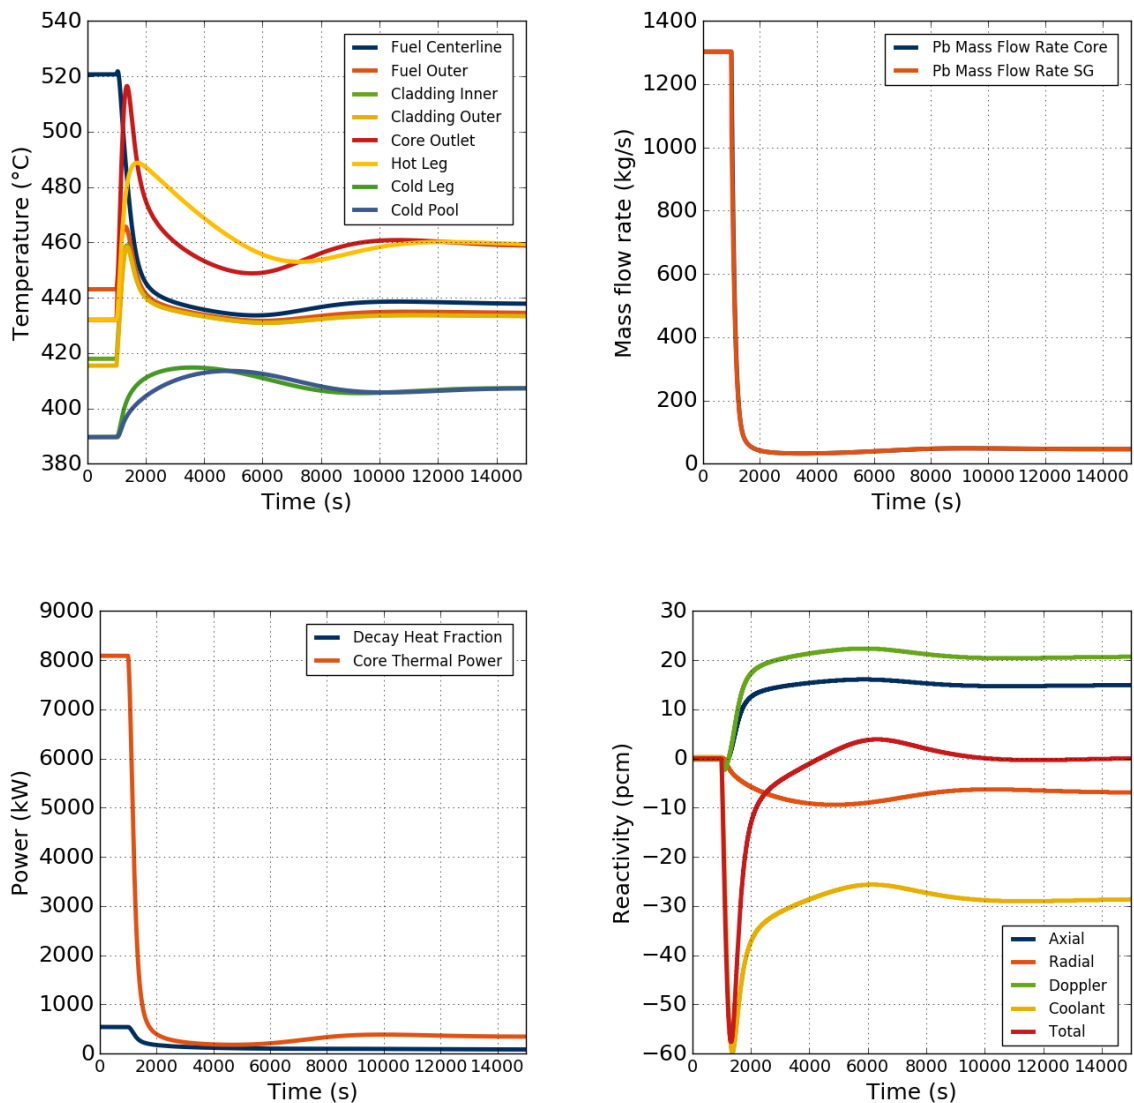 540
520
500
480
460
440
420
400
380
Temperature (°C)
0 2000 4000 6000 8000 10000 12000 14000
Time (s)
Fuel Centerline
Fuel Outer
Cladding Inner
Cladding Outer
Core Outlet
Hot Leg
Cold Leg
Cold Pool
1400
1200
1000
800
600
400
200
0
Mass flow rate (kg/s)
0 2000 4000 6000 8000 10000 12000 14000
Time (s)
Pb Mass Flow Rate Core
Pb Mass Flow Rate SG
9000
8000
7000
6000
5000
4000
3000
2000
1000
0
Power (kW)
0 2000 4000 6000 8000 10000 12000 14000
Time (s)
Decay Heat Fraction
Core Thermal Power
30
20
10
0
−10
−20
−30
−40
−50
−60
Reactivity (pcm)
0 2000 4000 6000 8000 10000 12000 14000
Time (s)
Axial
Radial
Doppler
Coolant
Total